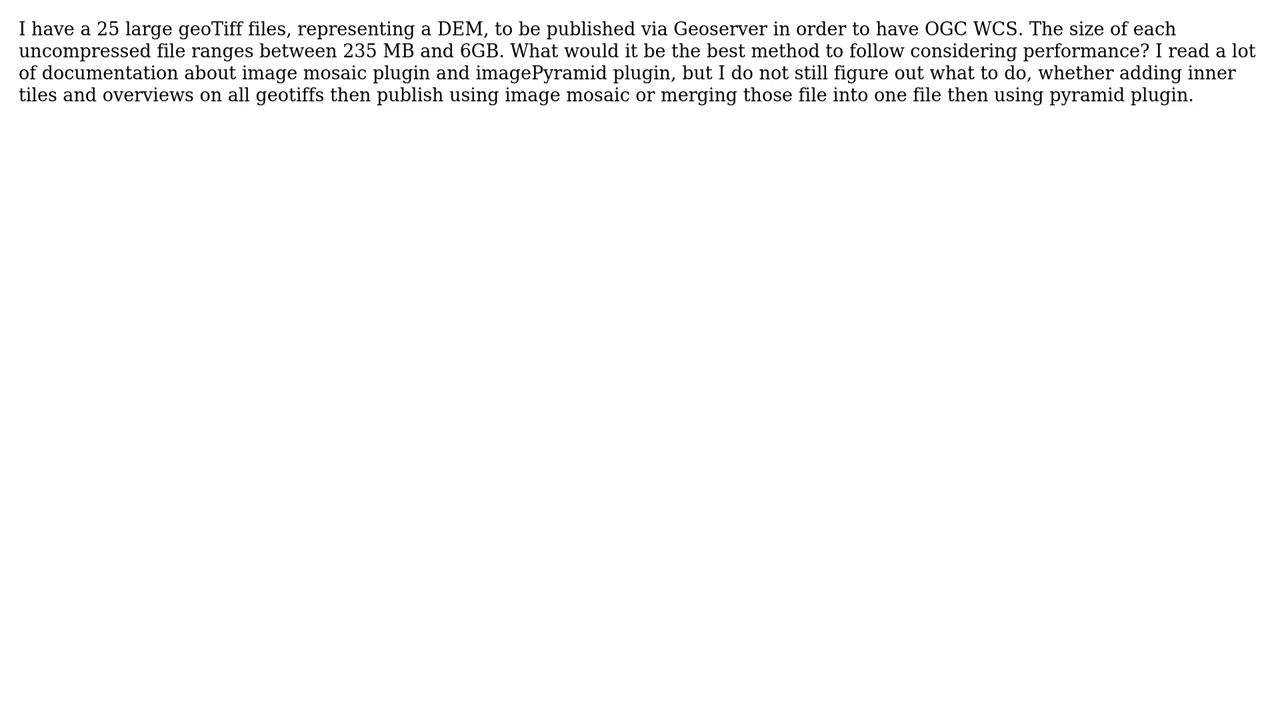 I have a 25 large geoTiff files, representing a DEM, to be published via Geoserver in order to have OGC WCS. The size of each
uncompressed file ranges between 235 MB and 6GB. What would it be the best method to follow considering performance? I read a lot
of documentation about image mosaic plugin and imagePyramid plugin, but I do not still figure out what to do, whether adding inner
tiles and overviews on all geotiffs then publish using image mosaic or merging those file into one file then using pyramid plugin.